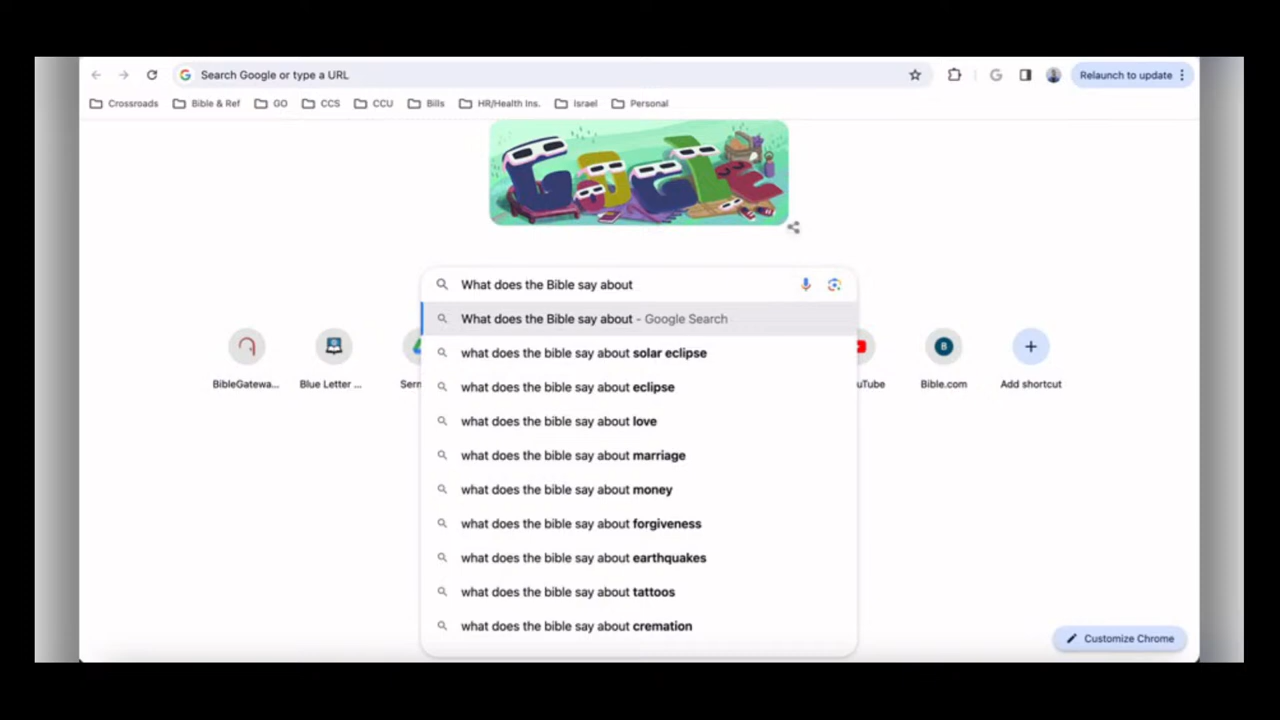 Search Google or type a URL
Relaunch to update
Crossroads Bible & Ref GO CCS CCU Bills HR/Health Ins. Israel Personal
Google
What does the Bible say about
What does the Bible say about - Google Search
what does the bible say about solar eclipse
what does the bible say about eclipse
what does the bible say about love
what does the bible say about marriage
what does the bible say about money
what does the bible say about forgiveness
what does the bible say about earthquakes
what does the bible say about tattoos
what does the bible say about cremation
BibleGatewa... Blue Letter ... Serm uTube Bible.com Add shortcut
Customize Chrome